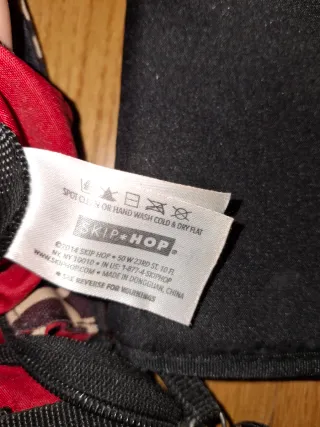 SPOT CLEAN OR HAND WASH COLD & DRY FLAT
SKIP*HOP®
©2014 SKIP HOP • 50 W 23RD ST. 10 FL
NY, NY 10010 • IN US: 1-877-4 SKIPHOP
WWW.SKIPHOP.COM • MADE IN DONGGUAN, CHINA
• SEE REVERSE FOR WARNINGS